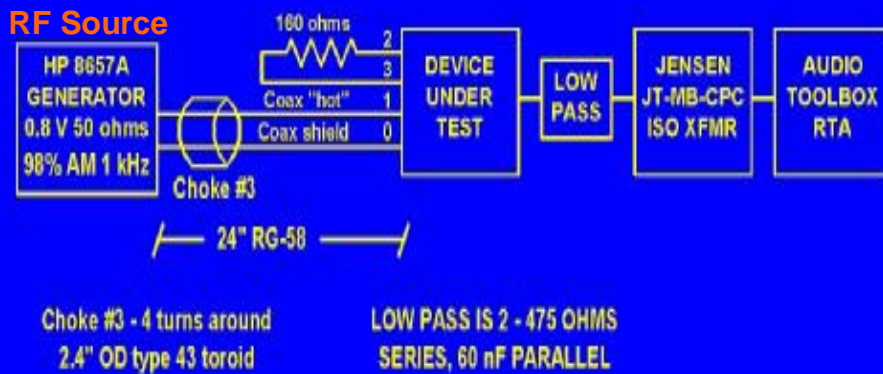 RF Source
HP 8657A
GENERATOR
0.8 V 50 ohms
98% AM 1 kHz
160 ohms
2
3
Coax "hot" 1
Coax shield 0
Choke #3
24" RG-58
DEVICE
UNDER
TEST
LOW
PASS
JENSEN
JT-MB-CPC
ISO XFMR
AUDIO
TOOLBOX
RTA
Choke #3 - 4 turns around
2.4" OD type 43 toroid
LOW PASS IS 2 - 475 OHMS
SERIES, 60 nF PARALLEL